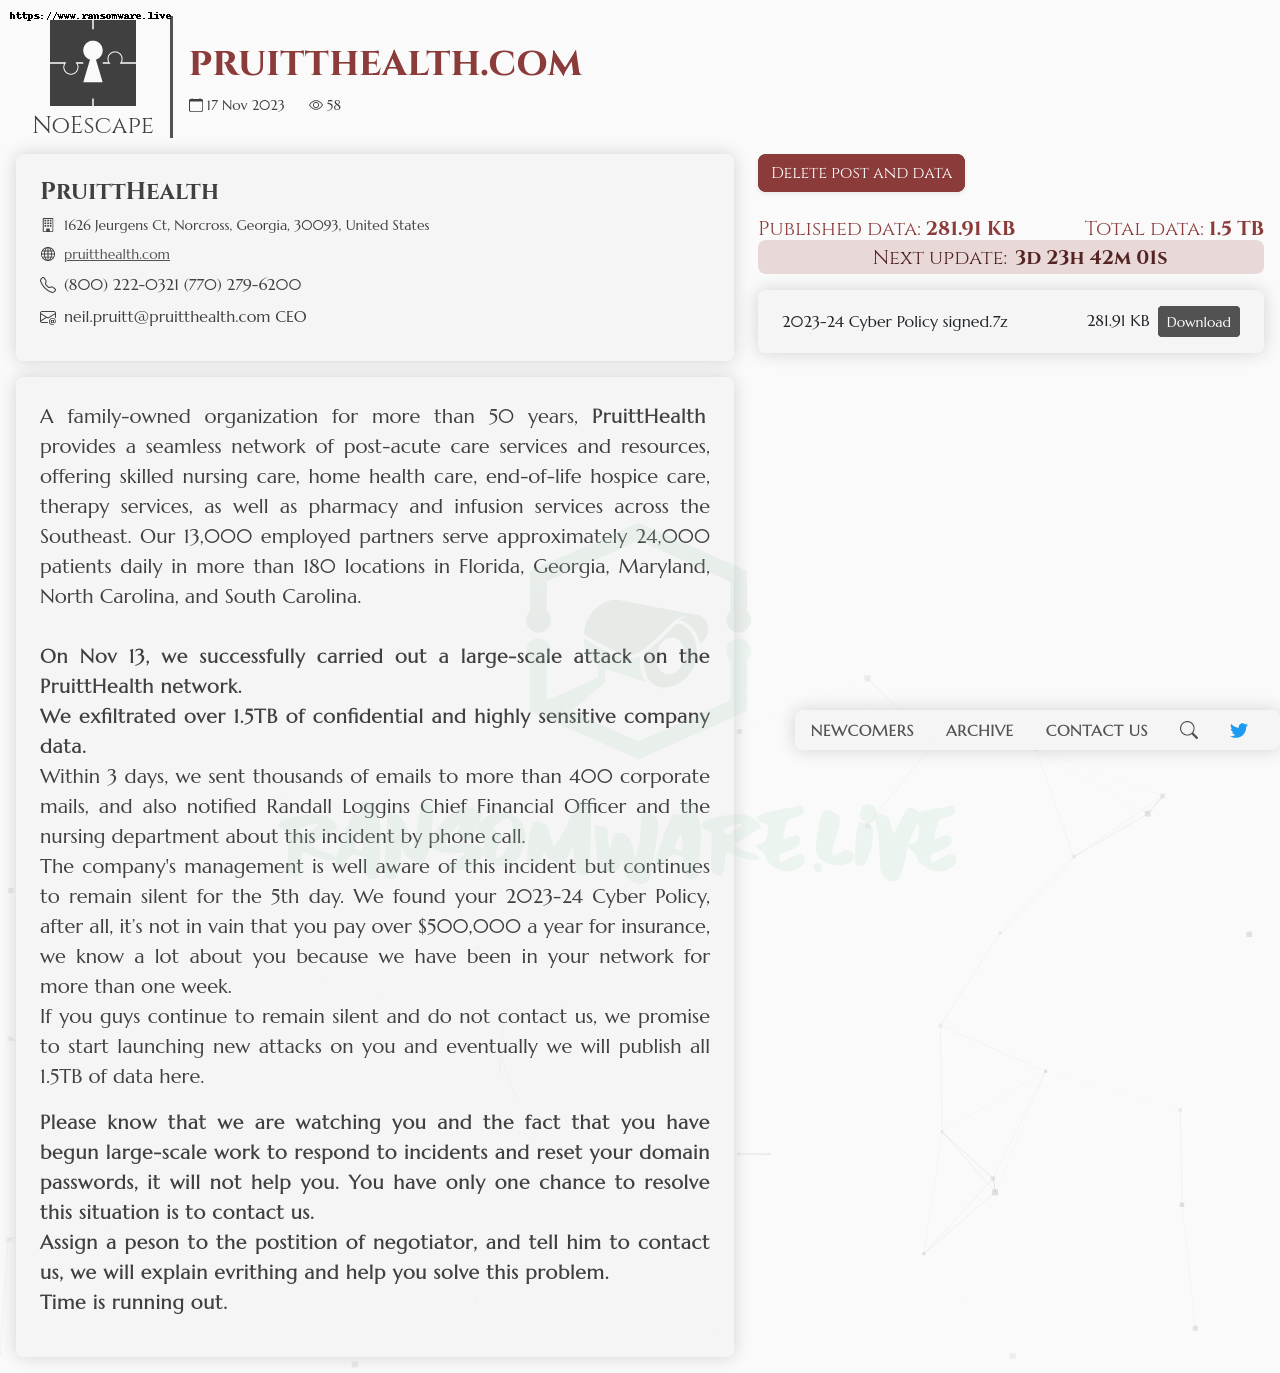 https://www.ransomware.live
NoEscape
PRUITTHEALTH.COM
17 Nov 2023 58
PruittHealth
1626 Jeurgens Ct, Norcross, Georgia, 30093, United States
pruitthealth.com
(800) 222-0321 (770) 279-6200
neil.pruitt@pruitthealth.com CEO
A family-owned organization for more than 50 years, PruittHealth
provides a seamless network of post-acute care services and resources,
offering skilled nursing care, home health care, end-of-life hospice care,
therapy services, as well as pharmacy and infusion services across the
Southeast. Our 13,000 employed partners serve approximately 24,000
patients daily in more than 180 locations in Florida, Georgia, Maryland,
North Carolina, and South Carolina.
On Nov 13, we successfully carried out a large-scale attack on the
PruittHealth network.
We exfiltrated over 1.5TB of confidential and highly sensitive company
data.
Within 3 days, we sent thousands of emails to more than 400 corporate
mails, and also notified Randall Loggins Chief Financial Officer and the
nursing department about this incident by phone call.
The company's management is well aware of this incident but continues
to remain silent for the 5th day. We found your 2023-24 Cyber Policy,
after all, it's not in vain that you pay over $500,000 a year for insurance,
we know a lot about you because we have been in your network for
more than one week.
If you guys continue to remain silent and do not contact us, we promise
to start launching new attacks on you and eventually we will publish all
1.5TB of data here.
Please know that we are watching you and the fact that you have
begun large-scale work to respond to incidents and reset your domain
passwords, it will not help you. You have only one chance to resolve
this situation is to contact us.
Assign a peson to the postition of negotiator, and tell him to contact
us, we will explain evrithing and help you solve this problem.
Time is running out.
Delete post and data
Published data: 281.91 KB Total data: 1.5 TB
Next update: 3d 23h 42m 01s
2023-24 Cyber Policy signed.7z 281.91 KB Download
NEWCOMERS ARCHIVE CONTACT US
RANSOMWARE.LIVE